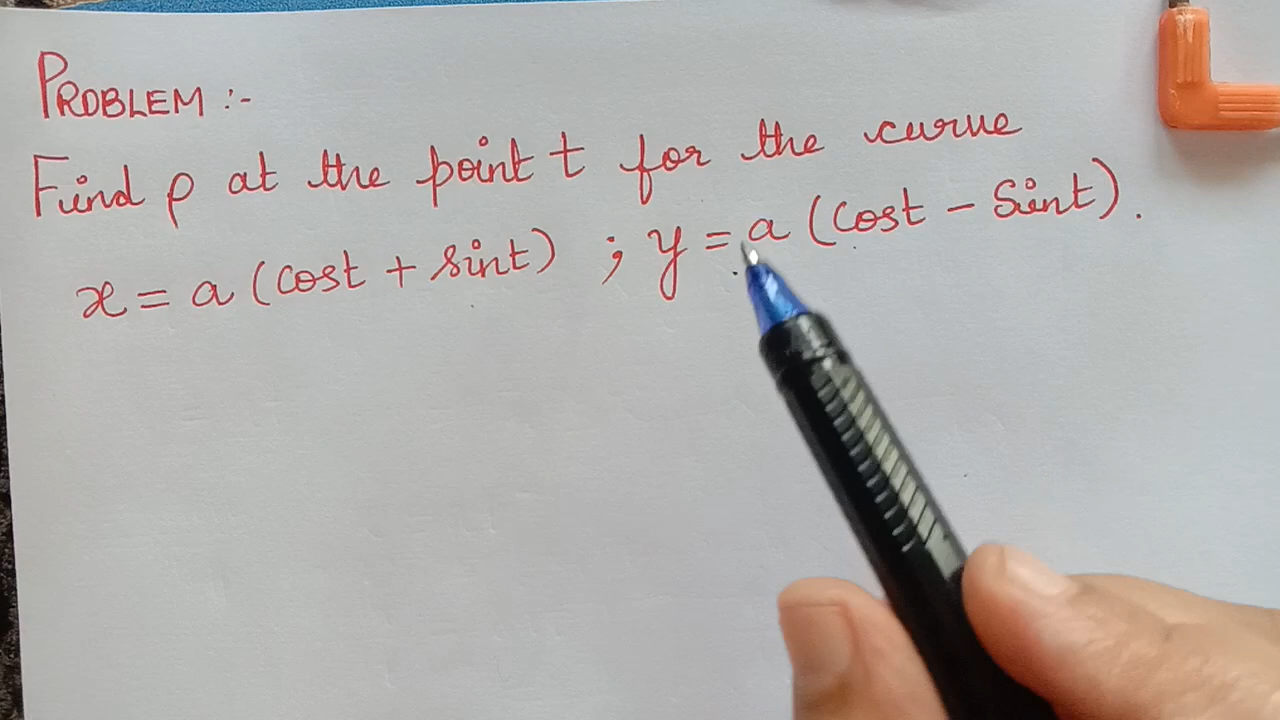 PROBLEM :-
Find ρ at the point t for the curve
x = a (cost + sint) ; y = a (cost - sint).